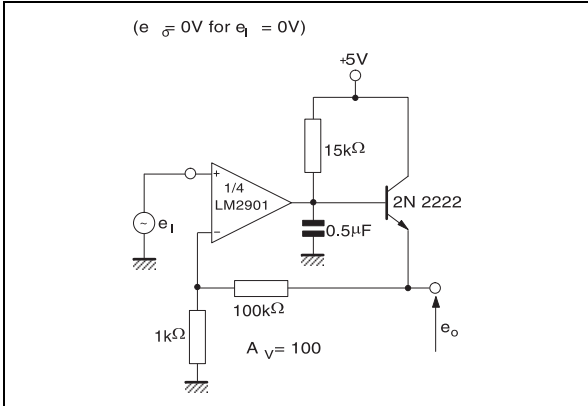 (e o = 0V for e I = 0V)
+5V
15kΩ
+
1/4
LM2901
−
2N 2222
~
e I
0.5μF
100kΩ
1kΩ
e o
A V = 100